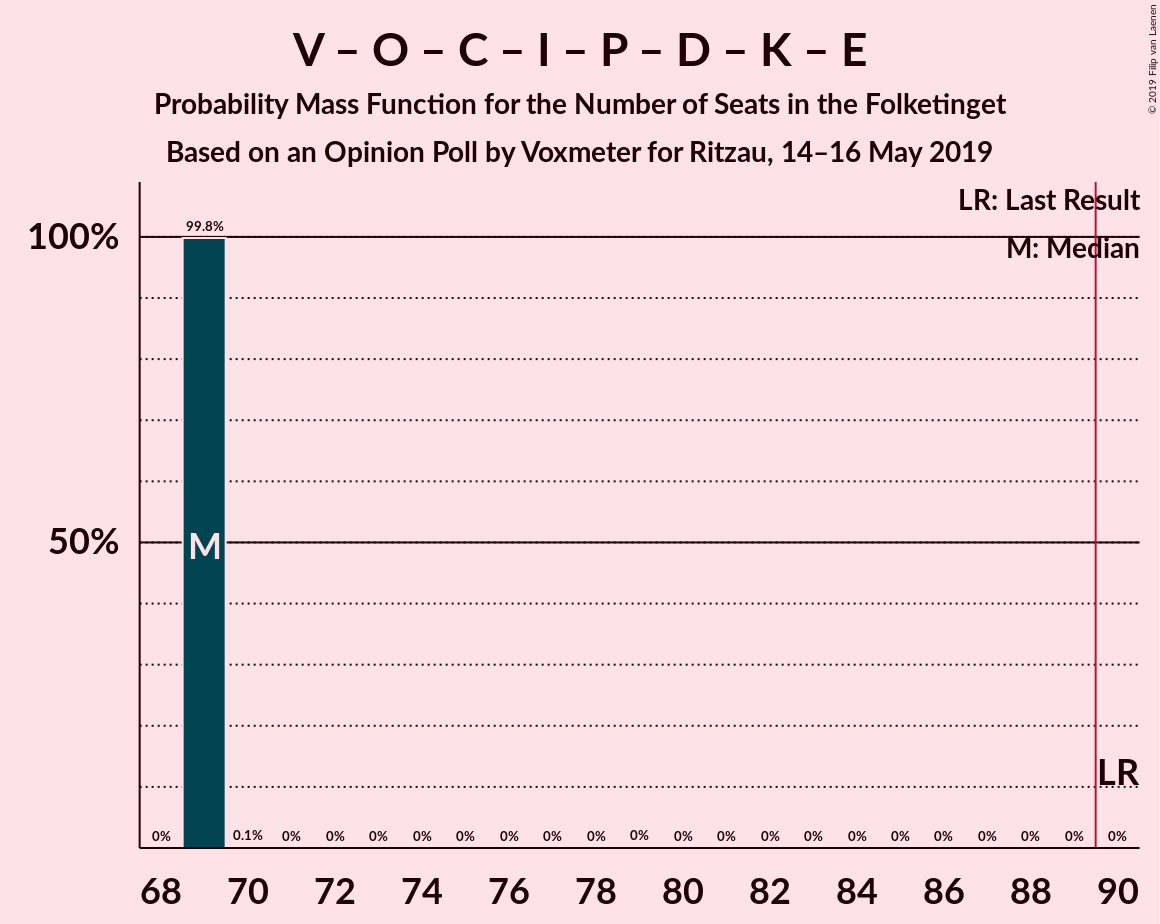 V – O – C – I – P – D – K – E
Probability Mass Function for the Number of Seats in the Folketinget
Based on an Opinion Poll by Voxmeter for Ritzau, 14–16 May 2019
© 2019 Filip van Laenen
LR: Last Result
M: Median
99.8%
100%
50%
M
LR
0% 0.1% 0% 0% 0% 0% 0% 0% 0% 0% 0% 0% 0% 0% 0% 0% 0% 0% 0% 0% 0% 0%
68 70 72 74 76 78 80 82 84 86 88 90